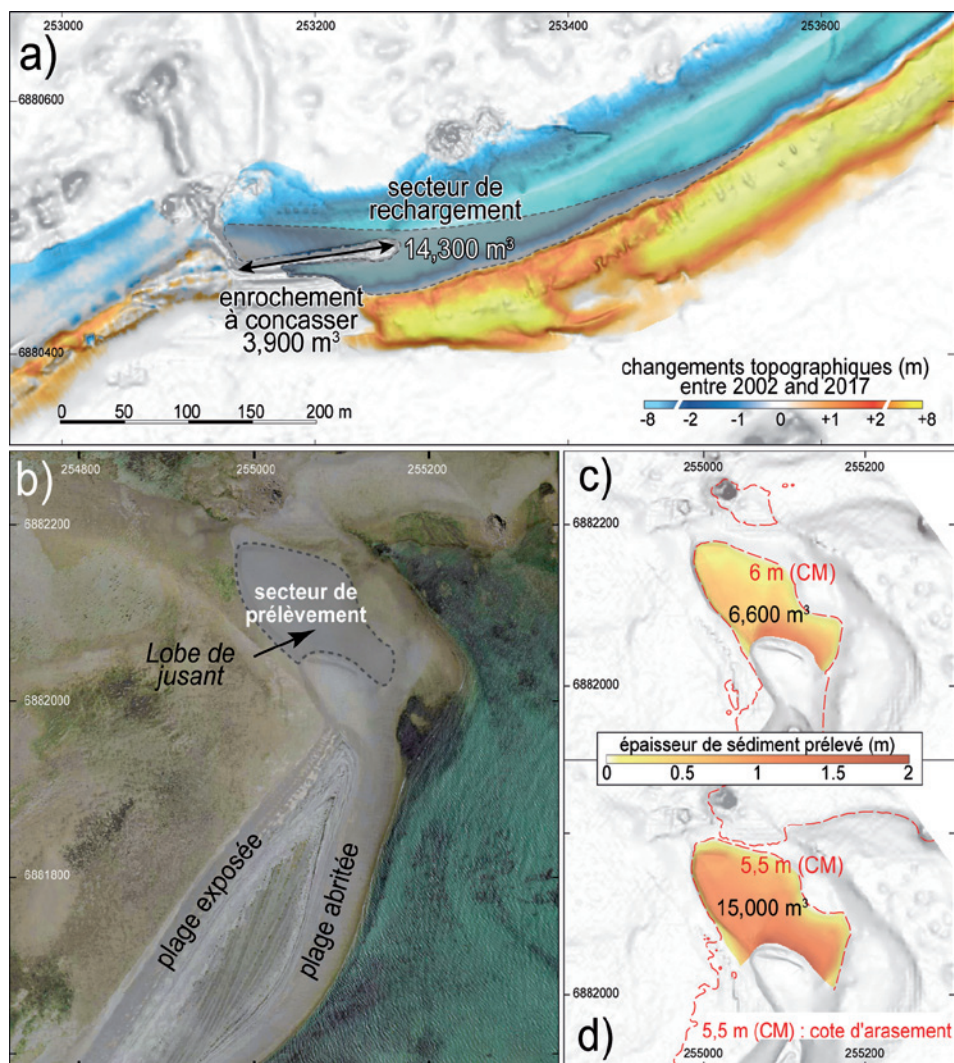 253000
253200
253400
253600
a)
6880600
secteur de
rechargement
14,300 m³
enrochement
à concasser
3,900 m³
6880400
changements topographiques (m)
entre 2002 and 2017
0 50 100 150 200 m
-8 -2 -1 0 +1 +2 +8
b)
254800
255000
255200
6882200
secteur de
prélèvement
Lobe de
jusant
6882000
6881800
plage exposée
plage abritée
c)
255000
255200
6882200
6 m (CM)
6,600 m³
6882000
épaisseur de sédiment prélevé (m)
0 0.5 1 1.5 2
5,5 m (CM)
15,000 m³
6882000
5,5 m (CM) : cote d'arasement
d)
255000
255200